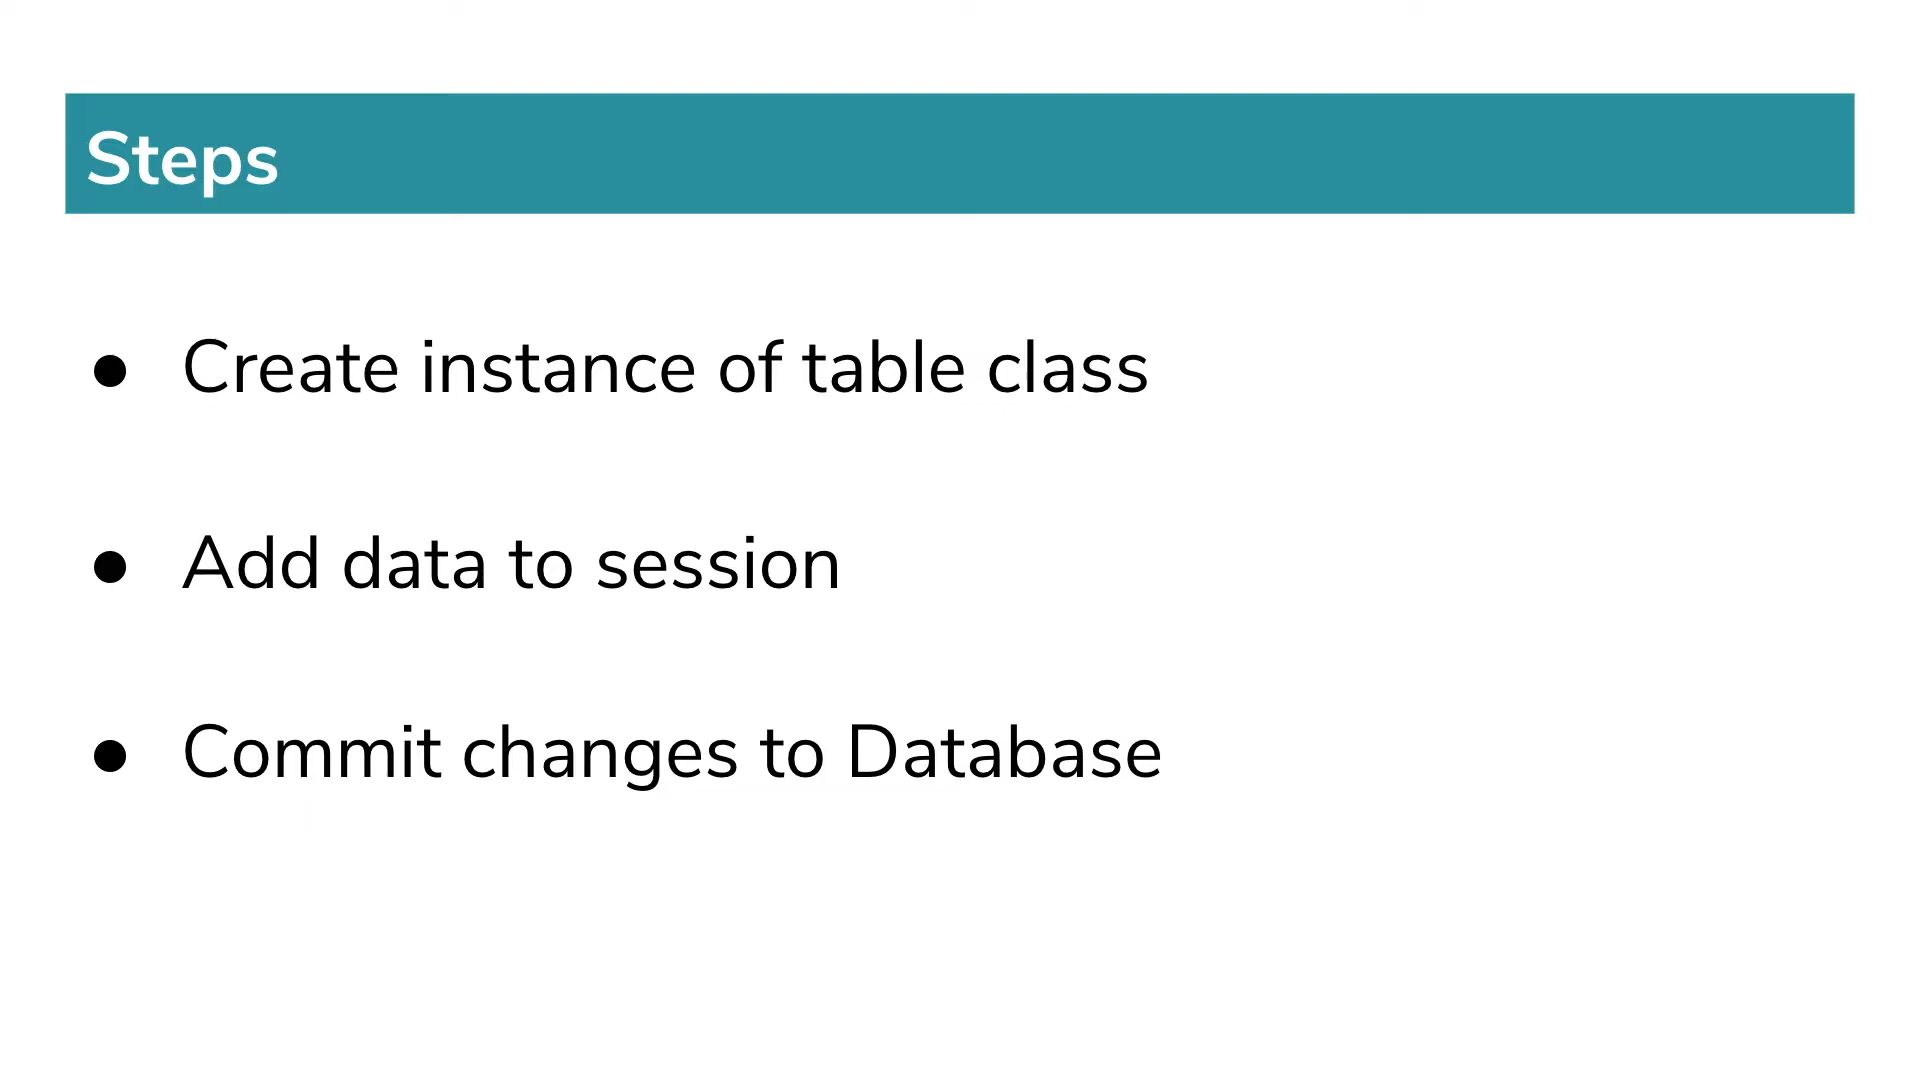 Steps
● Create instance of table class
● Add data to session
● Commit changes to Database